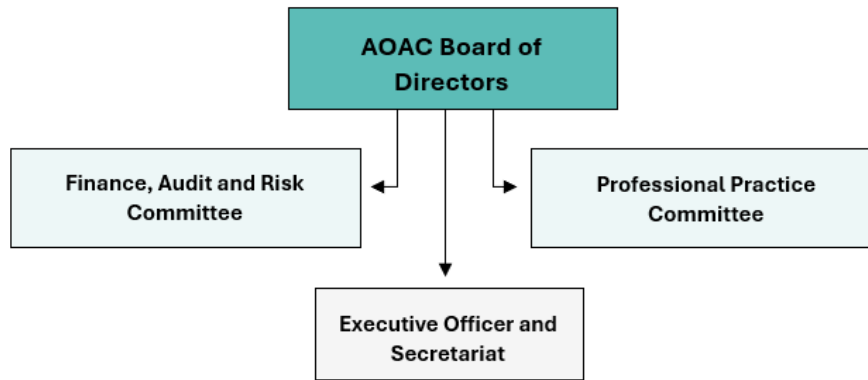 AOAC Board of
Directors
Finance, Audit and Risk
Committee
Professional Practice
Committee
Executive Officer and
Secretariat